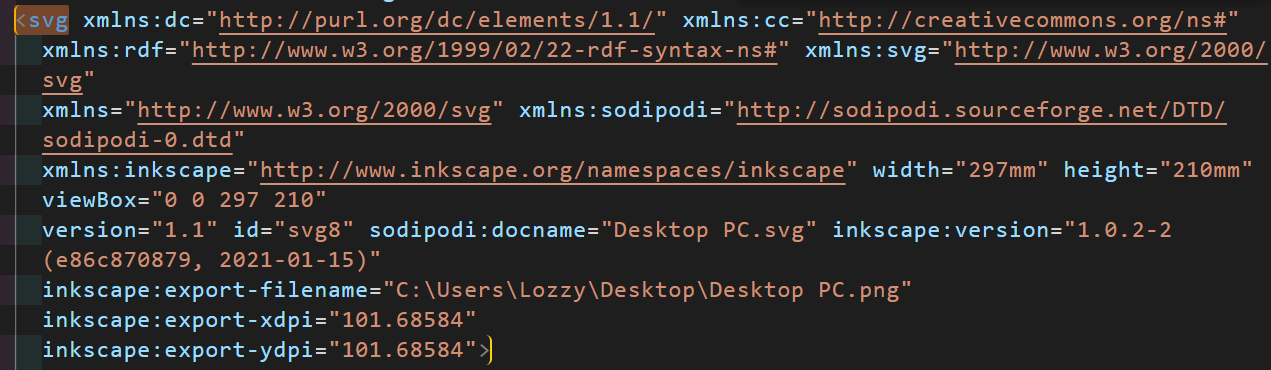 <svg xmlns:dc="http://purl.org/dc/elements/1.1/" xmlns:cc="http://creativecommons.org/ns#"
xmlns:rdf="http://www.w3.org/1999/02/22-rdf-syntax-ns#" xmlns:svg="http://www.w3.org/2000/
svg"
xmlns="http://www.w3.org/2000/svg" xmlns:sodipodi="http://sodipodi.sourceforge.net/DTD/
sodipodi-0.dtd"
xmlns:inkscape="http://www.inkscape.org/namespaces/inkscape" width="297mm" height="210mm"
viewBox="0 0 297 210"
version="1.1" id="svg8" sodipodi:docname="Desktop PC.svg" inkscape:version="1.0.2-2
(e86c870879, 2021-01-15)"
inkscape:export-filename="C:\Users\Lozzy\Desktop\Desktop PC.png"
inkscape:export-xdpi="101.68584"
inkscape:export-ydpi="101.68584">